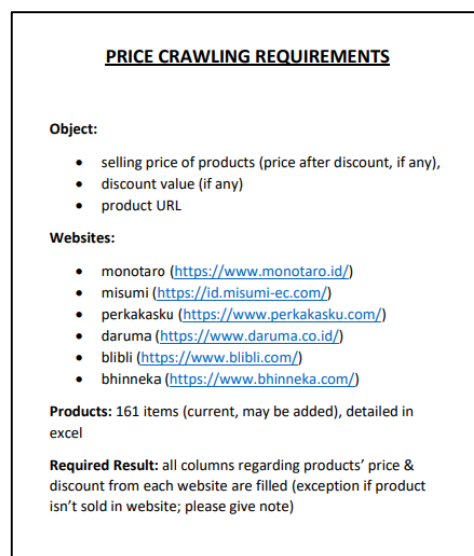 PRICE CRAWLING REQUIREMENTS
Object:
• selling price of products (price after discount, if any),
• discount value (if any)
• product URL
Websites:
• monotaro (https://www.monotaro.id/)
• misumi (https://id.misumi-ec.com/)
• perkakasku (https://www.perkakasku.com/)
• daruma (https://www.daruma.co.id/)
• blibli (https://www.blibli.com/)
• bhinneka (https://www.bhinneka.com/)
Products: 161 items (current, may be added), detailed in
excel
Required Result: all columns regarding products’ price &
discount from each website are filled (exception if product
isn’t sold in website; please give note)